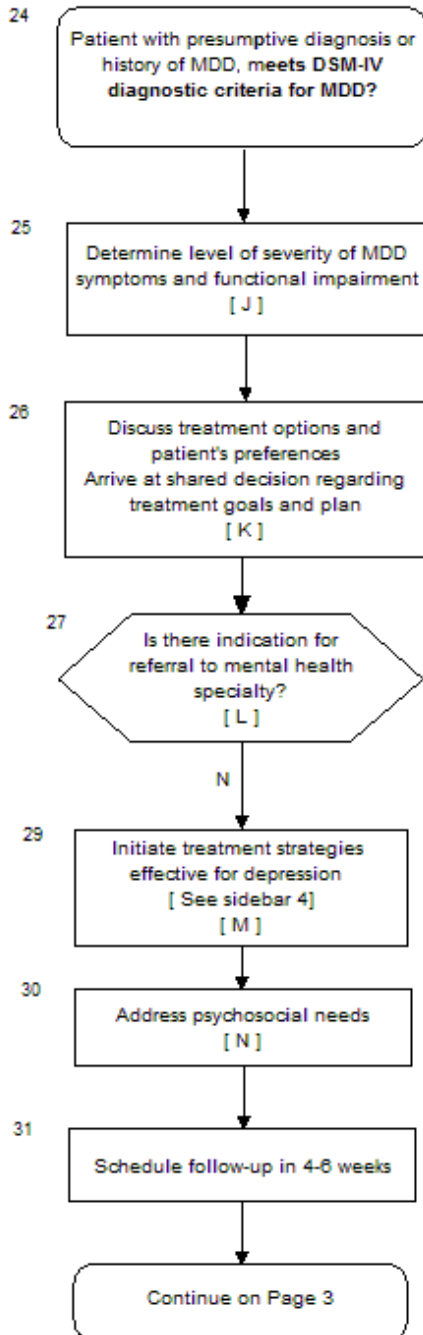 24
Patient with presumptive diagnosis or
history of MDD, meets DSM-IV
diagnostic criteria for MDD?
25
Determine level of severity of MDD
symptoms and functional impairment
[ J ]
26
Discuss treatment options and
patient's preferences
Arrive at shared decision regarding
treatment goals and plan
[ K ]
27
Is there indication for
referral to mental health
specialty?
[ L ]
N
29
Initiate treatment strategies
effective for depression
[ See sidebar 4]
[ M ]
30
Address psychosocial needs
[ N ]
31
Schedule follow-up in 4-6 weeks
Continue on Page 3